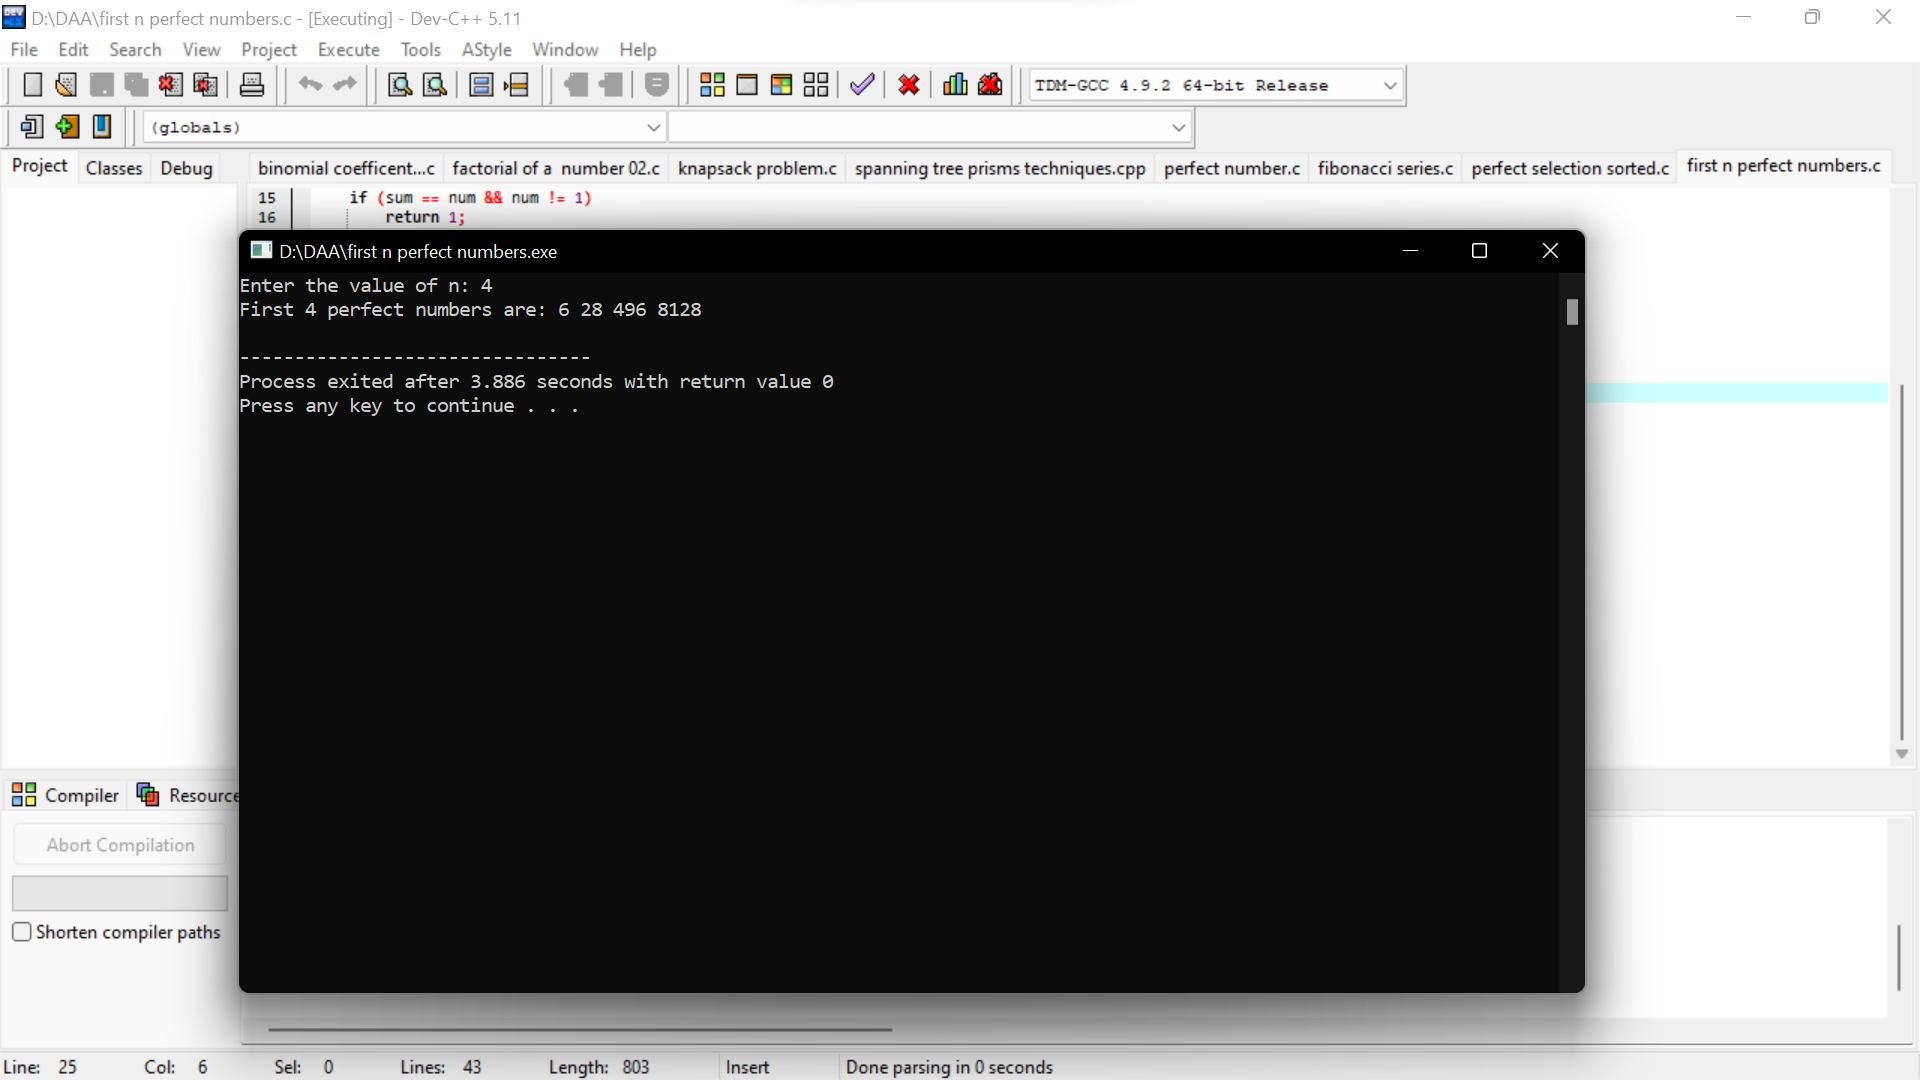 D:\DAA\first n perfect numbers.c - [Executing] - Dev-C++ 5.11
File Edit Search View Project Execute Tools AStyle Window Help
TDM-GCC 4.9.2 64-bit Release
(globals)
Project Classes Debug
binomial coefficent...c factorial of a number 02.c knapsack problem.c spanning tree prisms techniques.cpp perfect number.c fibonacci series.c perfect selection sorted.c first n perfect numbers.c
15 if (sum == num && num != 1)
16 return 1;
D:\DAA\first n perfect numbers.exe
Enter the value of n: 4
First 4 perfect numbers are: 6 28 496 8128
--------------------------------
Process exited after 3.886 seconds with return value 0
Press any key to continue . . .
Compiler Resource
Abort Compilation
Shorten compiler paths
Line: 25 Col: 6 Sel: 0 Lines: 43 Length: 803 Insert Done parsing in 0 seconds